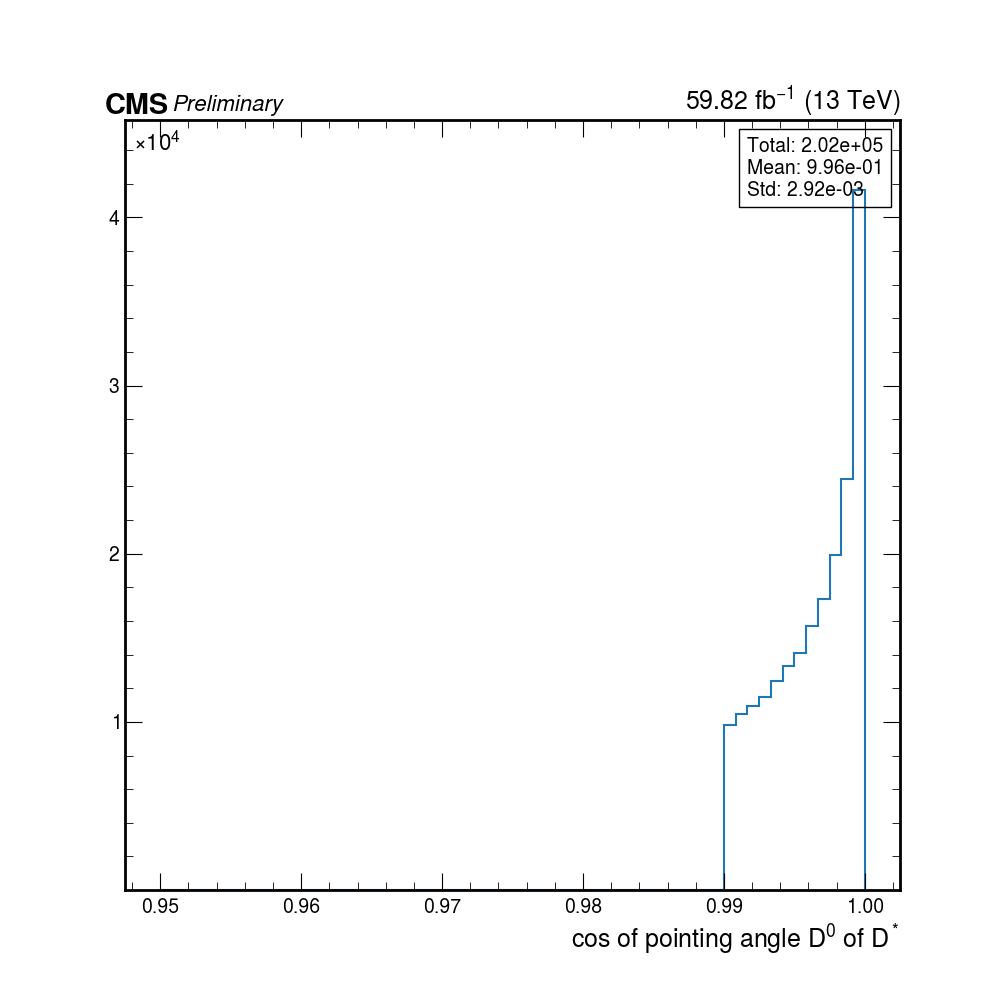 CMS Preliminary 59.82 fb⁻¹ (13 TeV)
×10⁴
Total: 2.02e+05
Mean: 9.96e-01
Std: 2.92e-03
4
3
2
1
0.95 0.96 0.97 0.98 0.99 1.00
cos of pointing angle D⁰ of D*